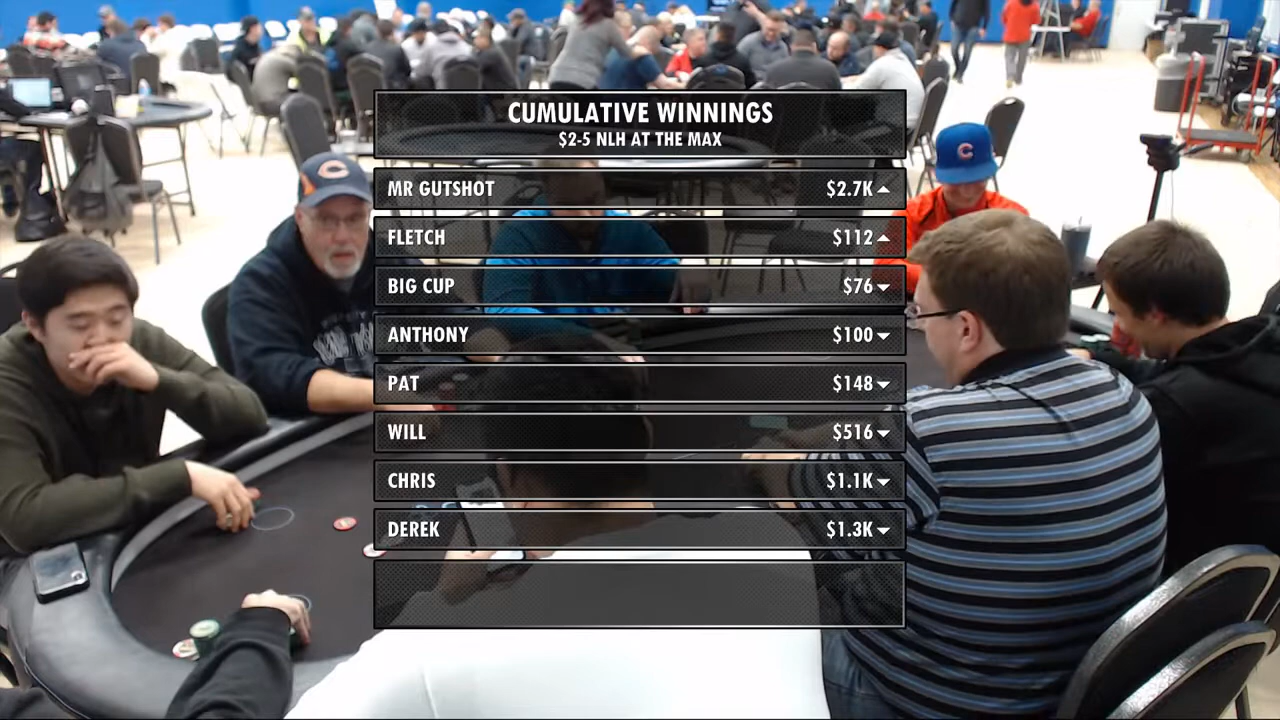 CUMULATIVE WINNINGS
$2-5 NLH AT THE MAX
MR GUTSHOT $2.7K
FLETCH $112
BIG CUP $76
ANTHONY $100
PAT $148
WILL $516
CHRIS $1.1K
DEREK $1.3K
C
C